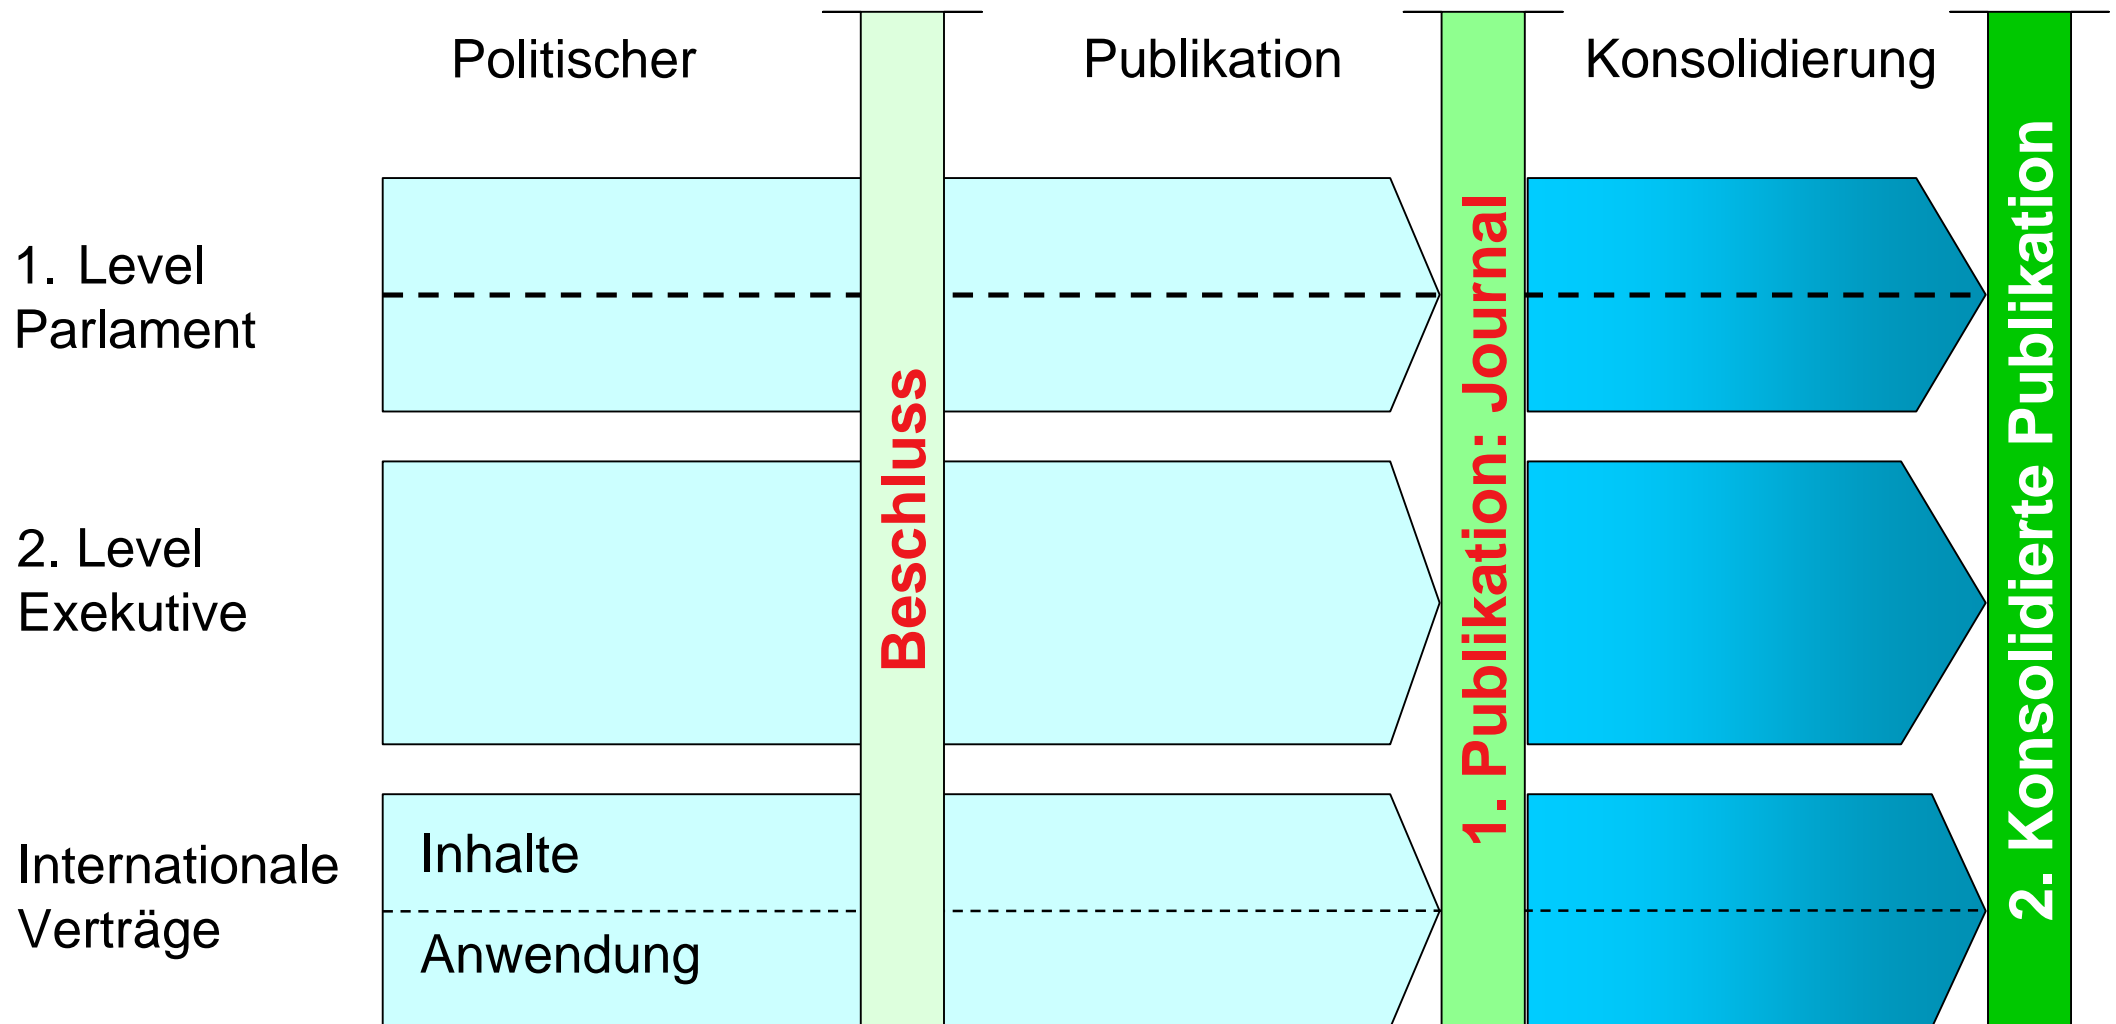 Politischer
Publikation
Konsolidierung
1. Level
Parlament
2. Level
Exekutive
Internationale
Verträge
Inhalte
Anwendung
Beschluss
1. Publikation: Journal
2. Konsolidierte Publikation